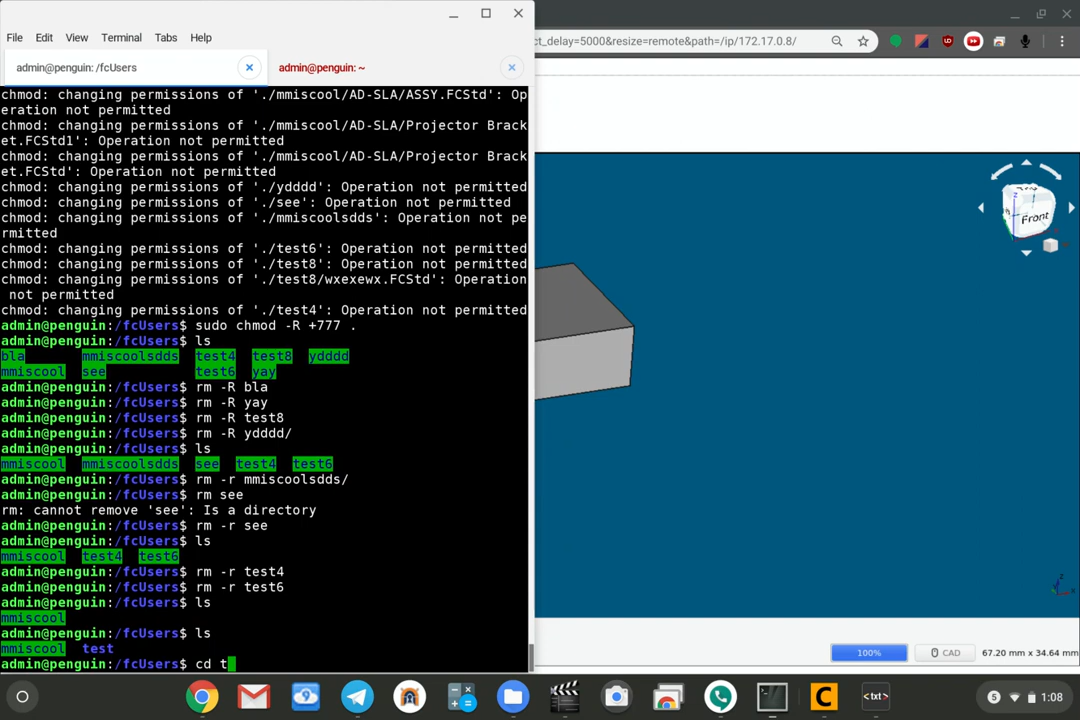 File Edit View Terminal Tabs Help
admin@penguin: /fcUsers
admin@penguin: ~
chmod: changing permissions of './mmiscool/AD-SLA/ASSY.FCStd': Op
eration not permitted
chmod: changing permissions of './mmiscool/AD-SLA/Projector Brack
et.FCStd1': Operation not permitted
chmod: changing permissions of './mmiscool/AD-SLA/Projector Brack
et.FCStd': Operation not permitted
chmod: changing permissions of './ydddd': Operation not permitted
chmod: changing permissions of './see': Operation not permitted
chmod: changing permissions of './mmiscoolsdds': Operation not pe
rmitted
chmod: changing permissions of './test6': Operation not permitted
chmod: changing permissions of './test8': Operation not permitted
chmod: changing permissions of './test8/wxexewx.FCStd': Operation
 not permitted
chmod: changing permissions of './test4': Operation not permitted
admin@penguin:/fcUsers$ sudo chmod -R +777 .
admin@penguin:/fcUsers$ ls
bla mmiscoolsdds test4 test8 ydddd
mmiscool see test6 yay
admin@penguin:/fcUsers$ rm -R bla
admin@penguin:/fcUsers$ rm -R yay
admin@penguin:/fcUsers$ rm -R test8
admin@penguin:/fcUsers$ rm -R ydddd/
admin@penguin:/fcUsers$ ls
mmiscool mmiscoolsdds see test4 test6
admin@penguin:/fcUsers$ rm -r mmiscoolsdds/
admin@penguin:/fcUsers$ rm see
rm: cannot remove 'see': Is a directory
admin@penguin:/fcUsers$ rm -r see
admin@penguin:/fcUsers$ ls
mmiscool test4 test6
admin@penguin:/fcUsers$ rm -r test4
admin@penguin:/fcUsers$ rm -r test6
admin@penguin:/fcUsers$ ls
mmiscool
admin@penguin:/fcUsers$ ls
mmiscool test
admin@penguin:/fcUsers$ cd t
ct_delay=5000&resize=remote&path=/ip/172.17.0.8/
Front
100% CAD 67.20 mm x 34.64 mm
C
<txt>
5 1:08